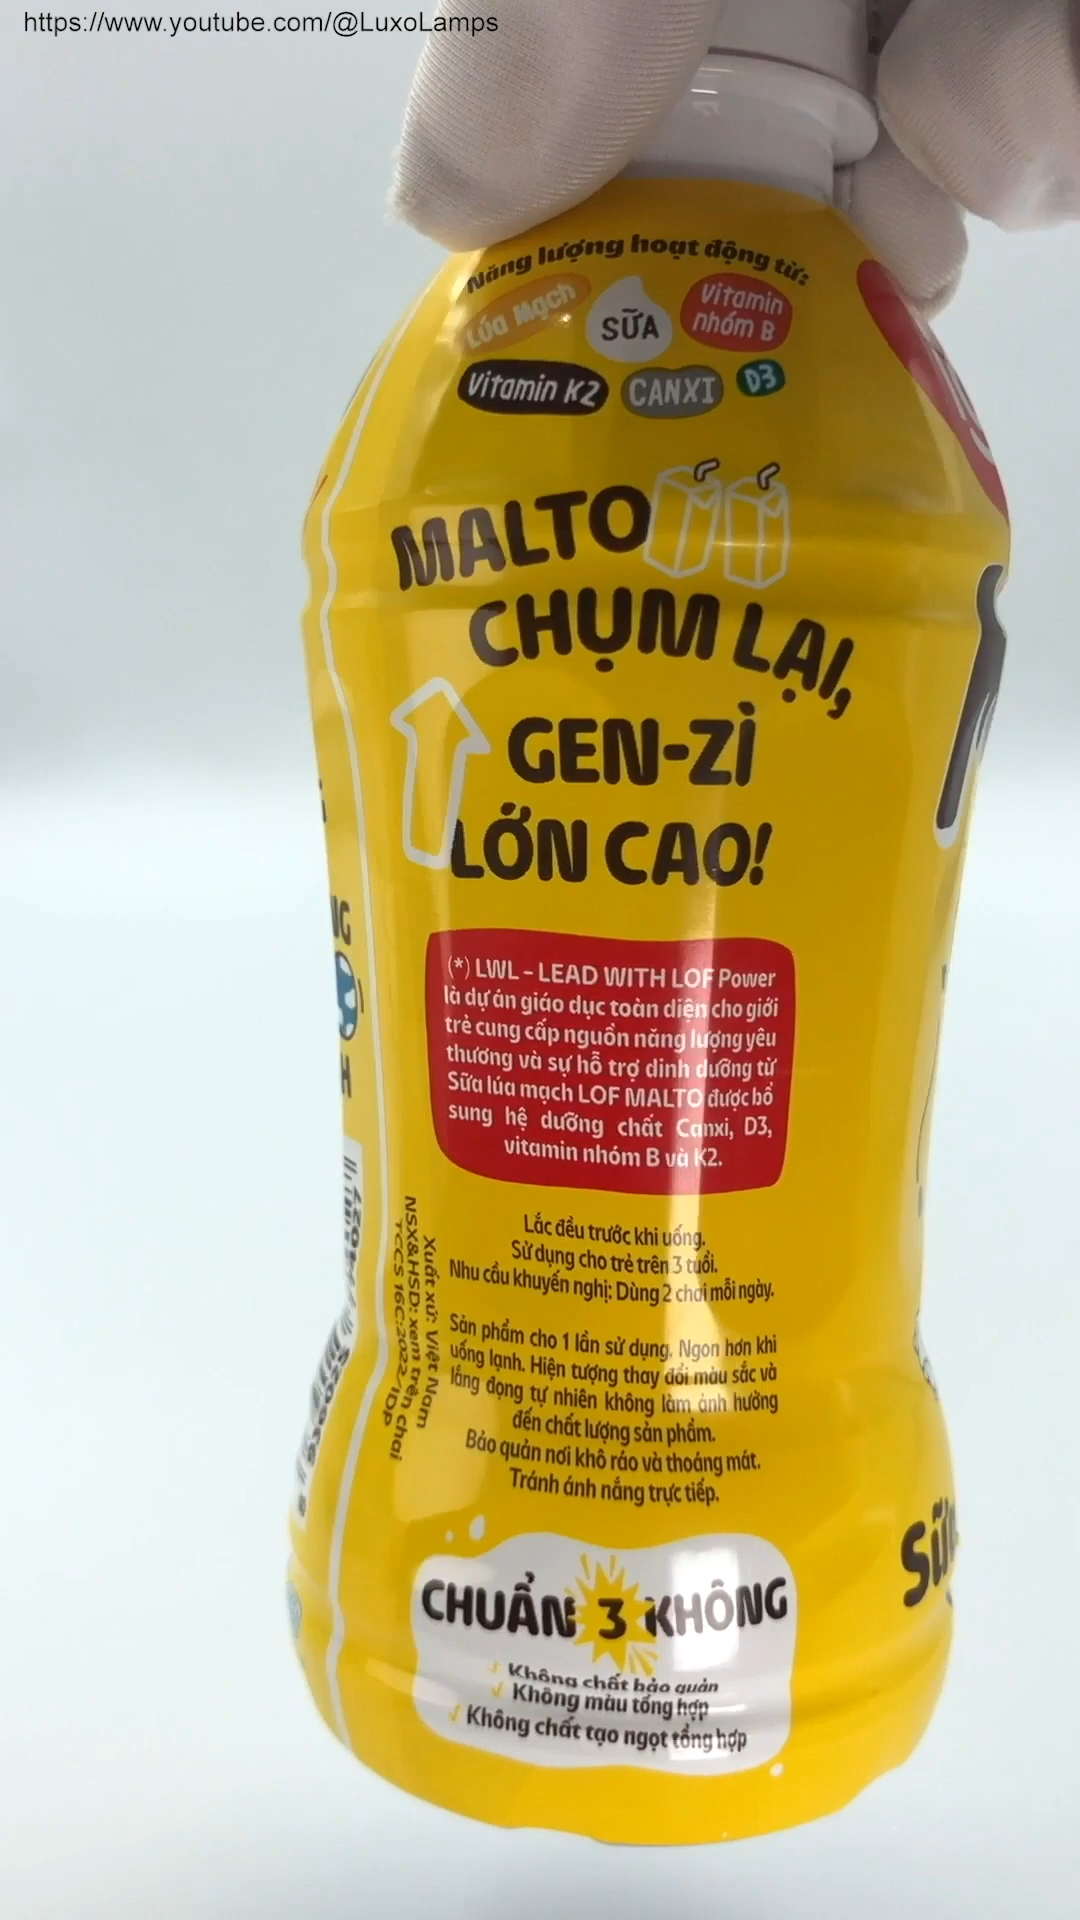 https://www.youtube.com/@LuxoLamps
Năng lượng hoạt động từ:
Lúa Mạch
SỮA
Vitamin
nhóm B
Vitamin K2
CANXI
D3
MALTO
CHỤM LẠI,
GEN-ZÌ
LỚN CAO!
(*) LWL - LEAD WITH LOF Power
là dự án giáo dục toàn diện cho giới
trẻ cung cấp nguồn năng lượng yêu
thương và sự hỗ trợ dinh dưỡng từ
Sữa lúa mạch LOF MALTO được bổ
sung hệ dưỡng chất Canxi, D3,
vitamin nhóm B và K2.
Lắc đều trước khi uống.
Sử dụng cho trẻ trên 3 tuổi.
Nhu cầu khuyến nghị: Dùng 2 chai mỗi ngày.
Sản phẩm cho 1 lần sử dụng. Ngon hơn khi
uống lạnh. Hiện tượng thay đổi màu sắc và
lắng đọng tự nhiên không làm ảnh hưởng
đến chất lượng sản phẩm.
Bảo quản nơi khô ráo và thoáng mát.
Tránh ánh nắng trực tiếp.
Xuất xứ: Việt Nam
NSX&HSD: xem trên chai
TCCS 16C:2022/IDP
CHUẨN 3 KHÔNG
Không chất bảo quản
Không màu tổng hợp
Không chất tạo ngọt tổng hợp